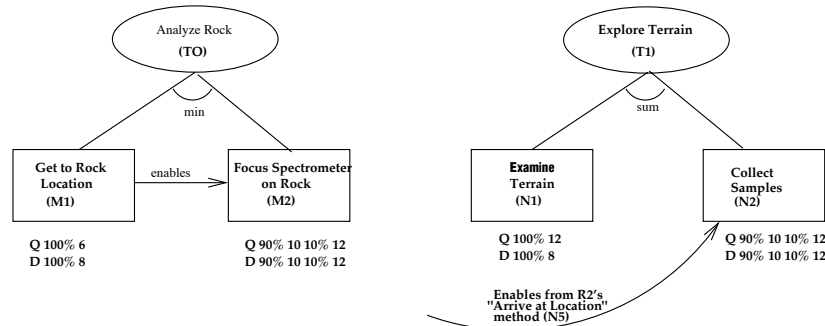 Analyze Rock
(TO)
min
Get to Rock
Location
(M1)
enables
Focus Spectrometer
on Rock
(M2)
Q 100% 6
D 100% 8
Q 90% 10 10% 12
D 90% 10 10% 12
Explore Terrain
(T1)
sum
Examine
Terrain
(N1)
Collect
Samples
(N2)
Q 100% 12
D 100% 8
Q 90% 10 10% 12
D 90% 10 10% 12
Enables from R2's
"Arrive at Location"
method (N5)